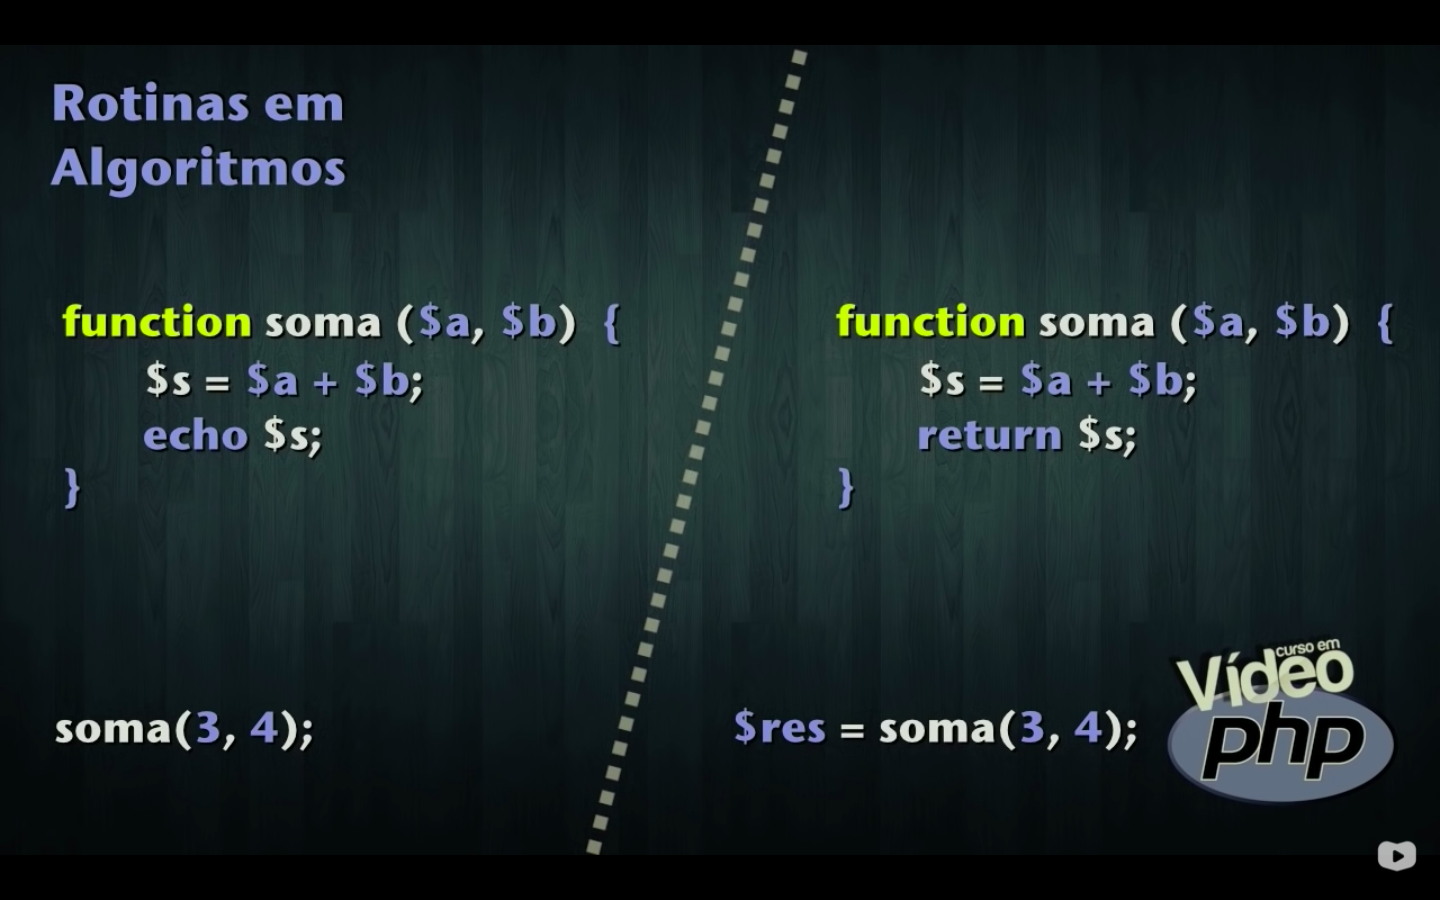 Rotinas em
Algoritmos
function soma ($a, $b) {
$s = $a + $b;
echo $s;
}
soma(3, 4);
function soma ($a, $b) {
$s = $a + $b;
return $s;
}
$res = soma(3, 4);
curso em
Vídeo
php